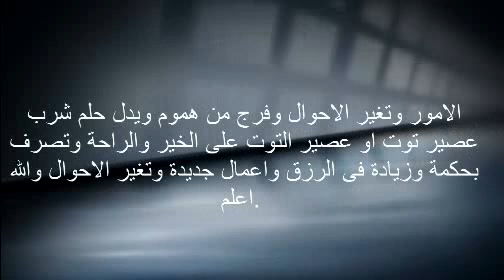 الامور وتغير الاحوال وفرج من هموم ويدل حلم شرب
عصير توت او عصير التوت على الخير والراحة وتصرف
بحكمة وزيادة فى الرزق واعمال جديدة وتغير الاحوال والله
اعلم.